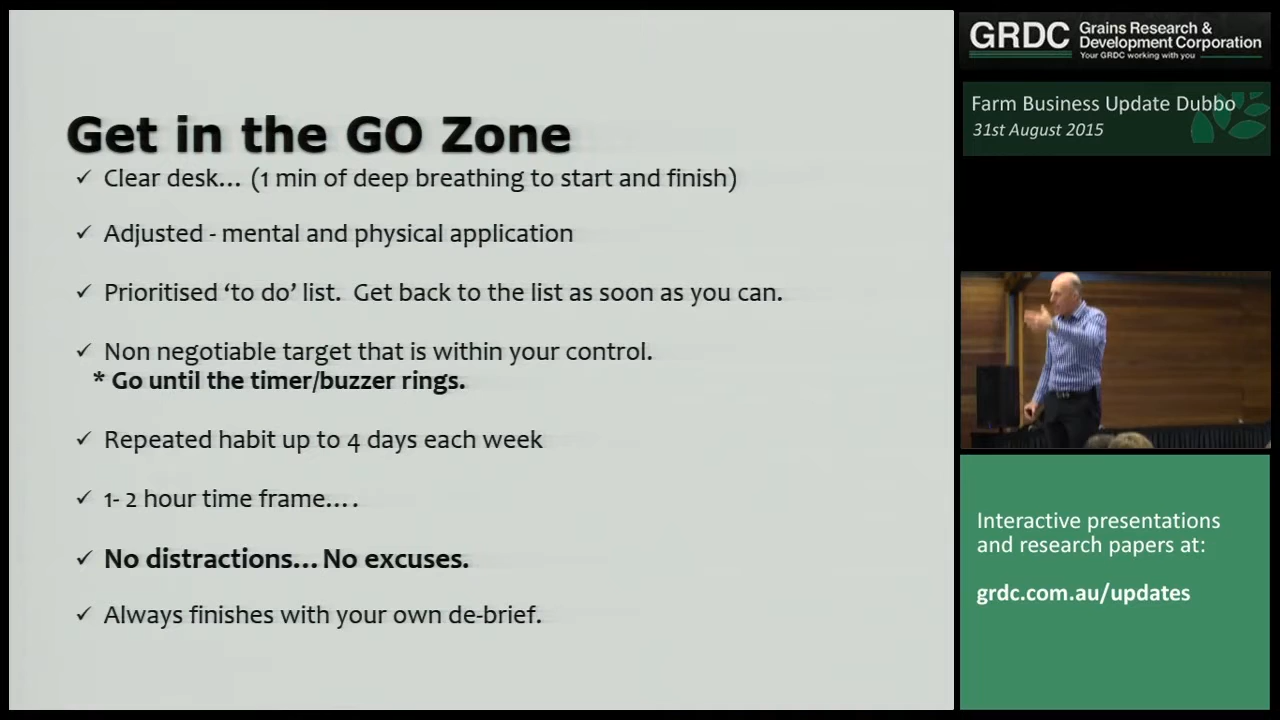 Get in the GO Zone
✓ Clear desk... (1 min of deep breathing to start and finish)
✓ Adjusted - mental and physical application
✓ Prioritised ‘to do’ list. Get back to the list as soon as you can.
✓ Non negotiable target that is within your control.
* Go until the timer/buzzer rings.
✓ Repeated habit up to 4 days each week
✓ 1- 2 hour time frame....
✓ No distractions... No excuses.
✓ Always finishes with your own de-brief.
GRDC
Grains Research &
Development Corporation
Your GRDC working with you
Farm Business Update Dubbo
31st August 2015
Interactive presentations
and research papers at:
grdc.com.au/updates